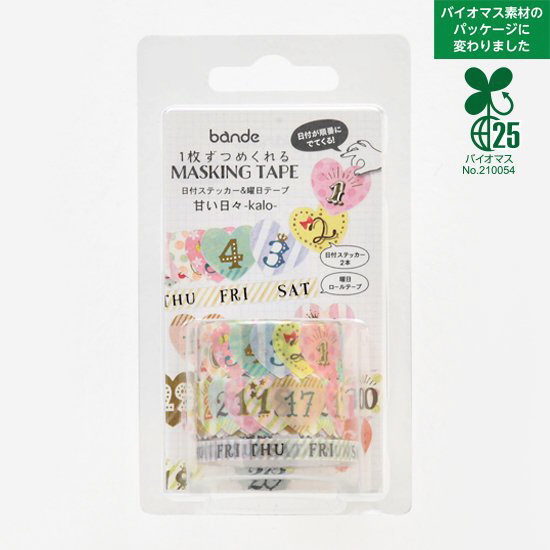 バイオマス素材の
パッケージに
変わりました
25
バイオマス
No.210054
bande
1枚ずつめくれる
MASKING TAPE
日付ステッカー&曜日テープ
甘い日々-kalo-
日付が順番に
でてくる!
1
2
3
4
日付ステッカー
2本
曜日
ロールテープ
THU FRI SAT
1
21 11 17
FRI THU FRI